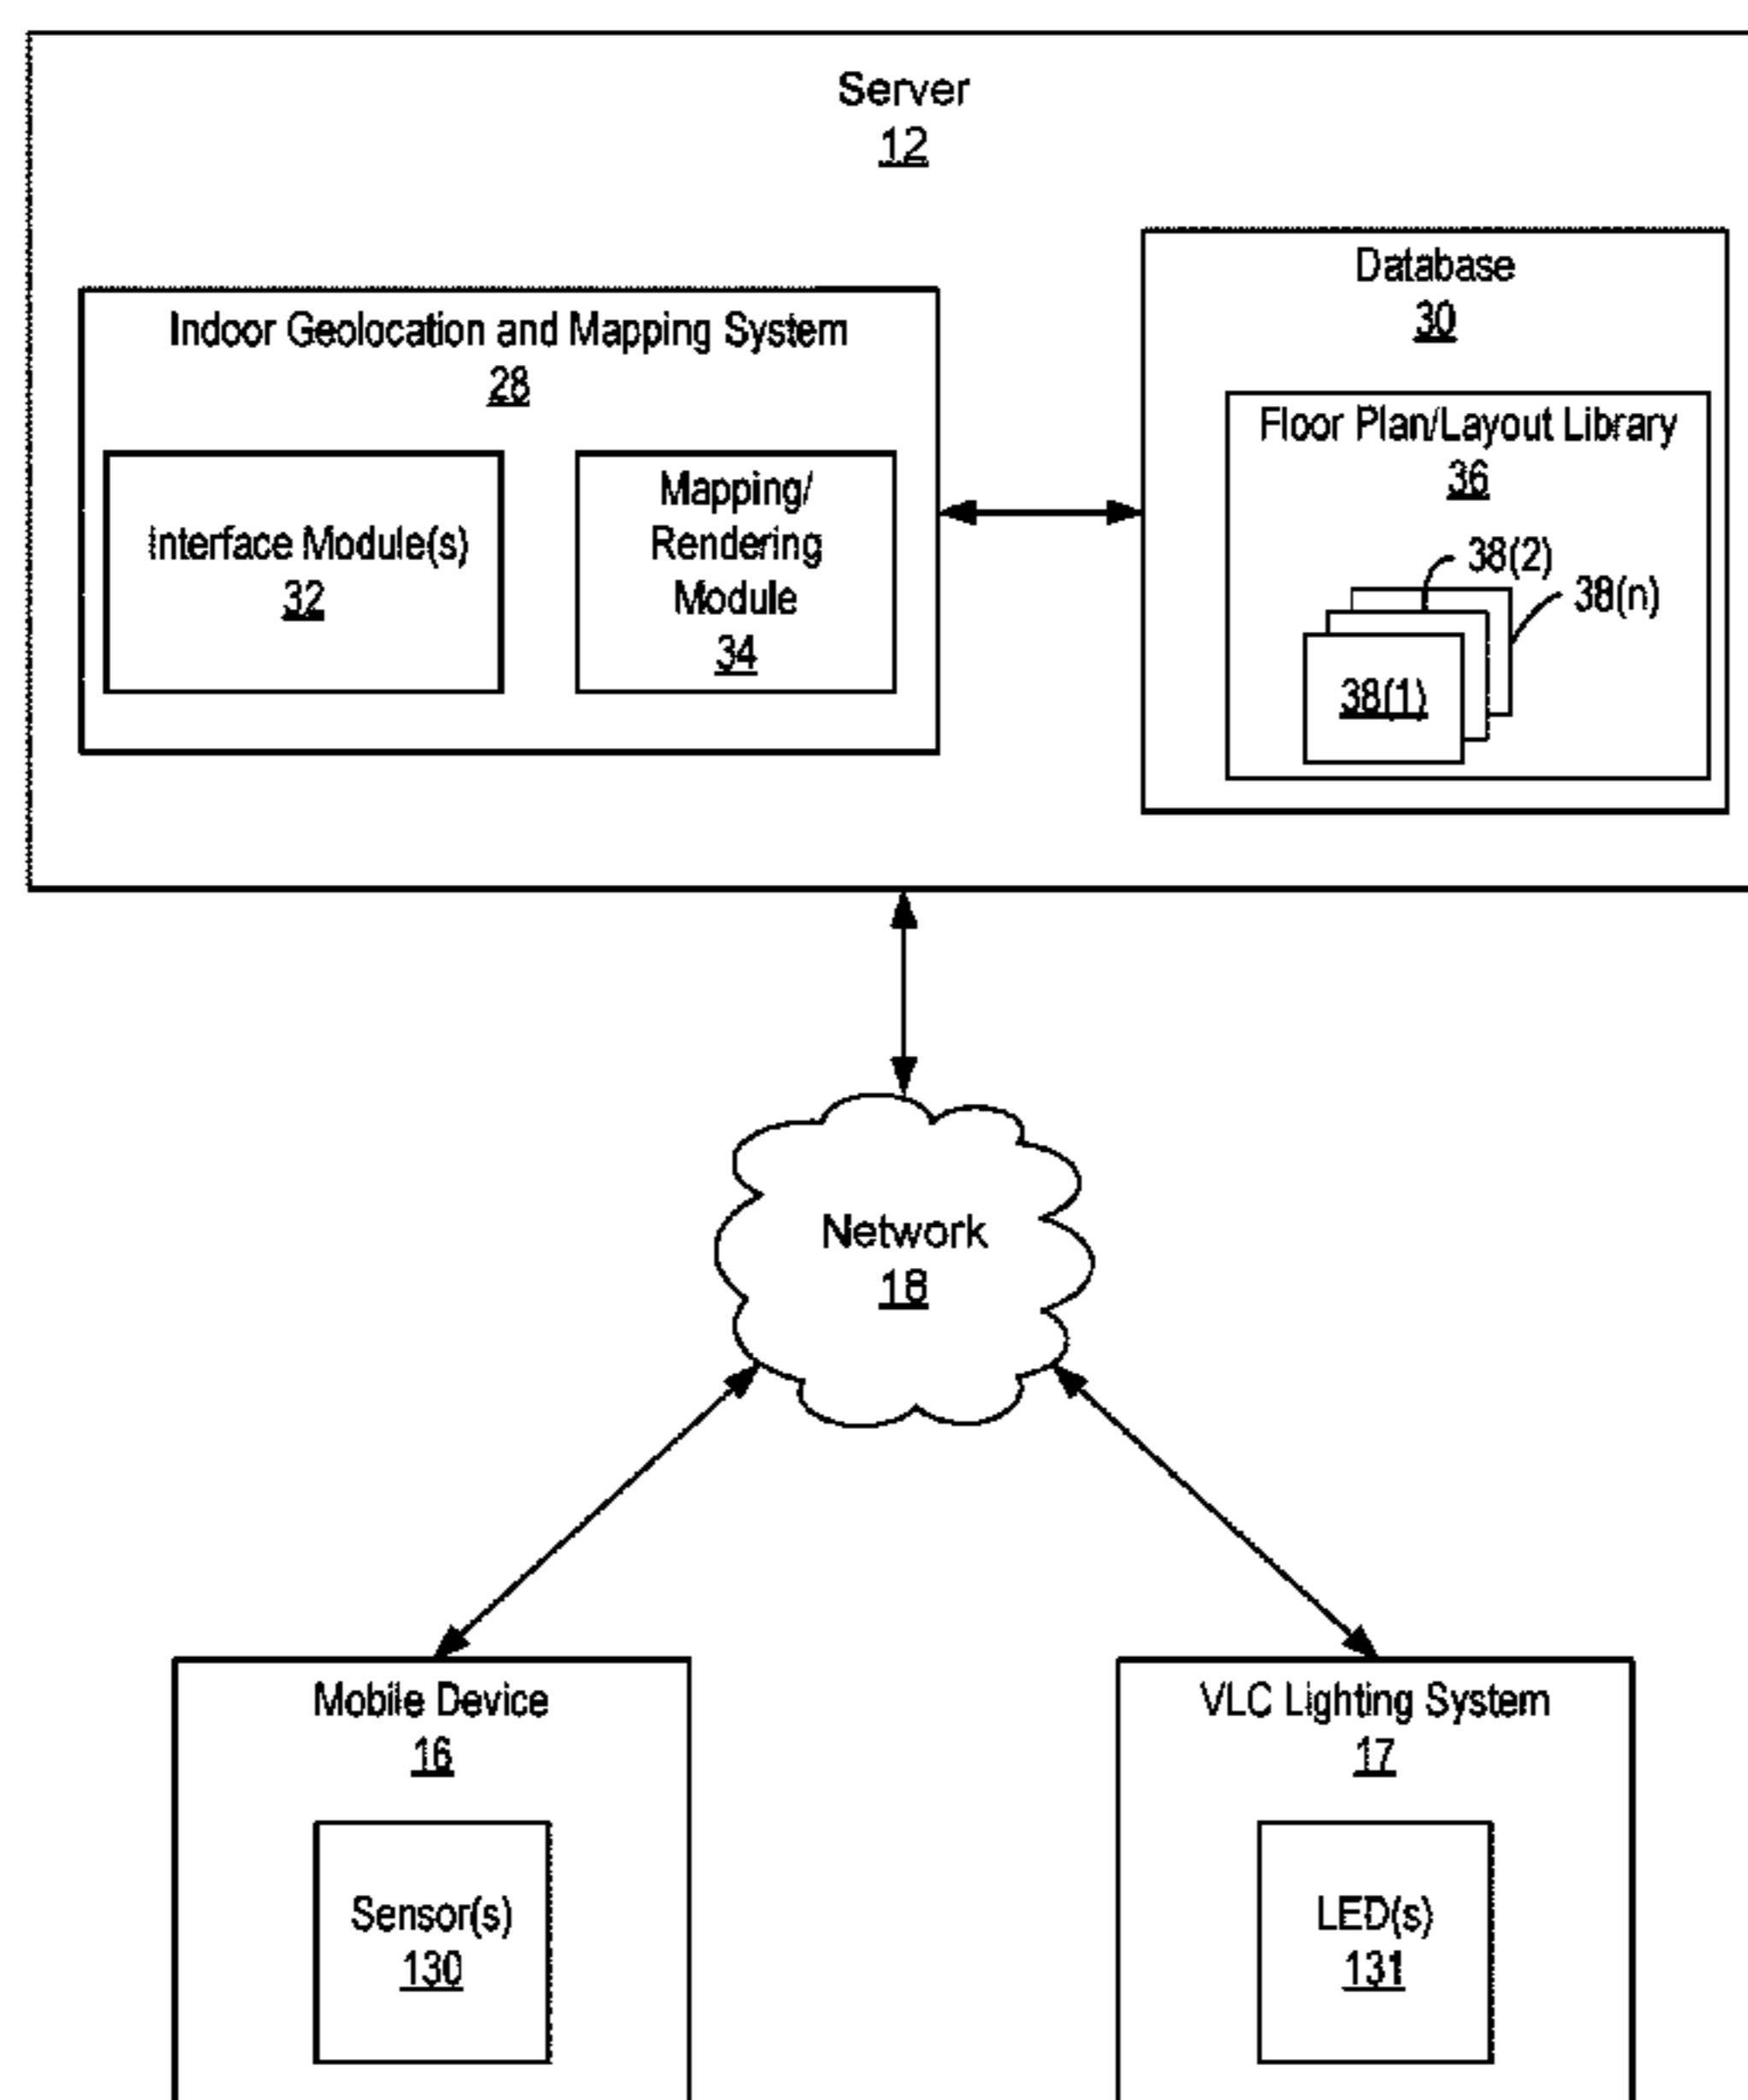 Server
12
Indoor Geolocation and Mapping System
28
Interface Module(s)
32
Mapping/
Rendering
Module
34
Database
30
Floor Plan/Layout Library
36
38(2)
38(n)
38(1)
Network
18
Mobile Device
16
Sensor(s)
130
VLC Lighting System
17
LED(s)
131